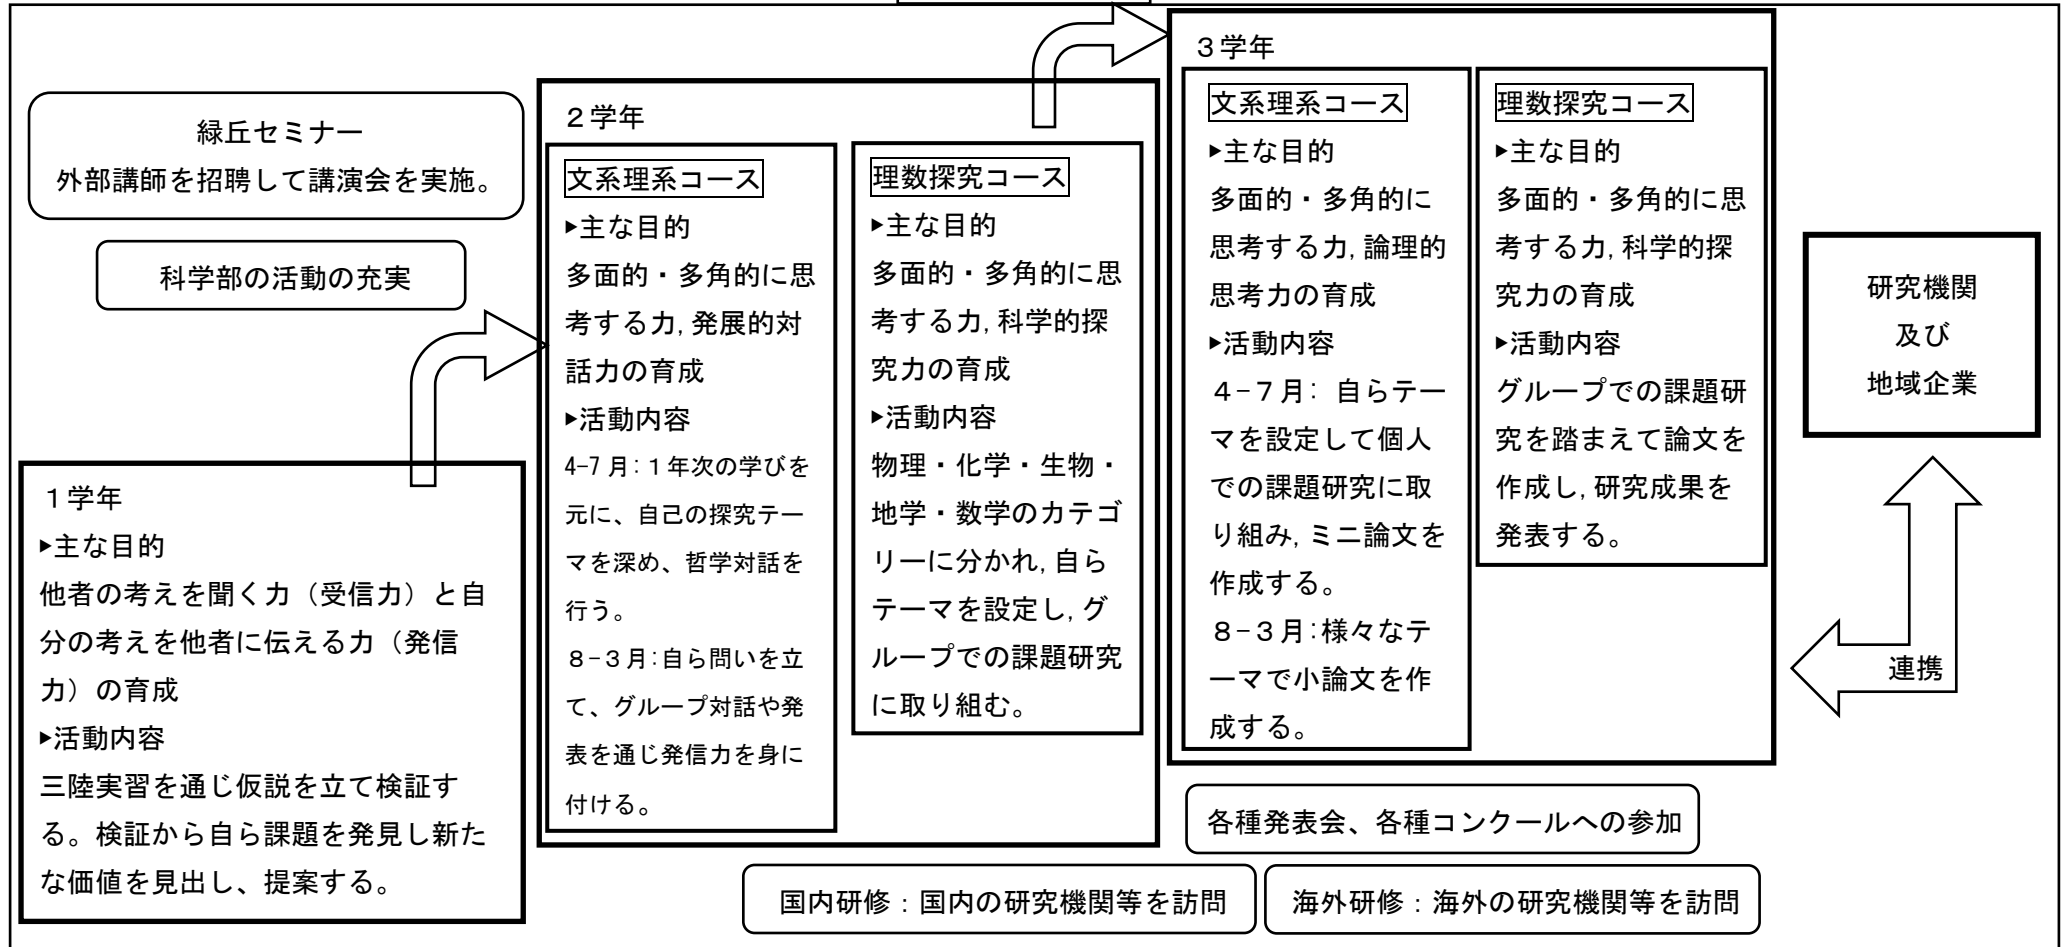 緑丘セミナー
外部講師を招聘して講演会を実施。
科学部の活動の充実
1学年
▶主な目的
他者の考えを聞く力（受信力）と自
分の考えを他者に伝える力（発信
力）の育成
▶活動内容
三陸実習を通じ仮説を立て検証す
る。検証から自ら課題を発見し新た
な価値を見出し、提案する。
２学年
文系理系コース
▶主な目的
多面的・多角的に思
考する力,発展的対
話力の育成
▶活動内容
4-7月:１年次の学びを
元に、自己の探究テー
マを深め、哲学対話を
行う。
８-３月:自ら問いを立
て、グループ対話や発
表を通じ発信力を身に
付ける。
理数探究コース
▶主な目的
多面的・多角的に思
考する力,科学的探
究力の育成
▶活動内容
物理・化学・生物・
地学・数学のカテゴ
リーに分かれ,自ら
テーマを設定し,グ
ループでの課題研究
に取り組む。
３学年
文系理系コース
▶主な目的
多面的・多角的に
思考する力,論理的
思考力の育成
▶活動内容
４-７月: 自らテー
マを設定して個人
での課題研究に取
り組み,ミニ論文を
作成する。
８-３月:様々なテ
ーマで小論文を作
成する。
理数探究コース
▶主な目的
多面的・多角的に思
考する力,科学的探
究力の育成
▶活動内容
グループでの課題研
究を踏まえて論文を
作成し,研究成果を
発表する。
研究機関
及び
地域企業
連携
各種発表会、各種コンクールへの参加
国内研修：国内の研究機関等を訪問
海外研修：海外の研究機関等を訪問